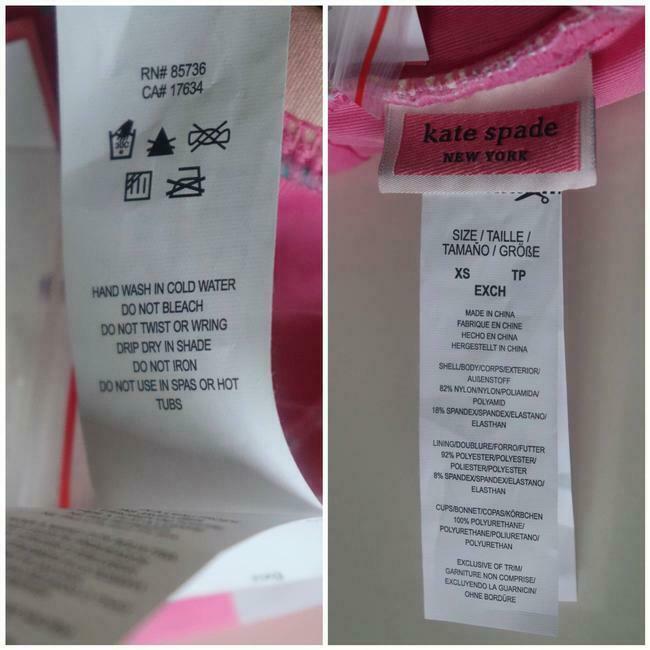 RN# 85736
CA# 17634
30C
HAND WASH IN COLD WATER
DO NOT BLEACH
DO NOT TWIST OR WRING
DRIP DRY IN SHADE
DO NOT IRON
DO NOT USE IN SPAS OR HOT
TUBS
kate spade
NEW YORK
SIZE / TAILLE /
TAMAÑO / GRÖßE
XS TP
EXCH
MADE IN CHINA
FABRIQUE EN CHINE
HECHO EN CHINA
HERGESTELLT IN CHINA
SHELL/BODY/CORPS/EXTERIOR/
AUßENSTOFF
82% NYLON/NYLON/POLIAMIDA/
POLYAMID
18% SPANDEX/SPANDEX/ELASTANO/
ELASTHAN
LINING/DOUBLURE/FORRO/FUTTER
92% POLYESTER/POLYESTER/
POLIESTER/POLYESTER
8% SPANDEX/SPANDEX/ELASTANO/
ELASTHAN
CUPS/BONNET/COPAS/KÖRBCHEN
100% POLYURETHANE/
POLYURETHANE/POLIURETANO/
POLYURETHAN
EXCLUSIVE OF TRIM/
GARNITURE NON COMPRISE/
EXCLUYENDO LA GUARNICIN/
OHNE BORDÜRE